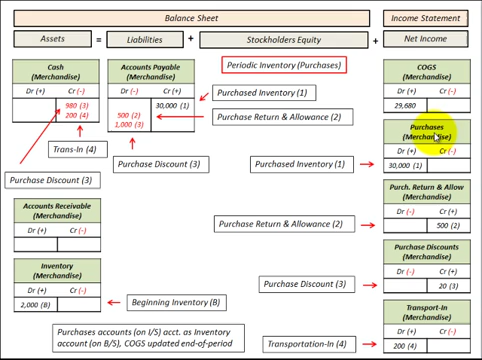 Balance Sheet
Income Statement
Assets
=
Liabilities
+
Stockholders Equity
+
Net Income
Cash
(Merchandise)
Dr (+) Cr (-)
980 (3)
200 (4)
Accounts Payable
(Merchandise)
Dr (-) Cr (+)
30,000 (1)
500 (2)
1,000 (3)
Periodic Inventory (Purchases)
Purchased Inventory (1)
Purchase Return & Allowance (2)
COGS
(Merchandise)
Dr (+) Cr (-)
29,680
Trans-In (4)
Purchase Discount (3)
Purchase Discount (3)
Purchased Inventory (1)
Purchases
(Merchandise)
Dr (+) Cr (-)
30,000 (1)
Accounts Receivable
(Merchandise)
Dr (+) Cr (-)
Purchase Return & Allowance (2)
Purch. Return & Allow
(Merchandise)
Dr (-) Cr (+)
500 (2)
Inventory
(Merchandise)
Dr (+) Cr (-)
2,000 (B)
Beginning Inventory (B)
Purchase Discount (3)
Purchase Discounts
(Merchandise)
Dr (-) Cr (+)
20 (3)
Purchases accounts (on I/S) acct. as Inventory
account (on B/S), COGS updated end-of-period
Transportation-In (4)
Transport-In
(Merchandise)
Dr (+) Cr (-)
200 (4)